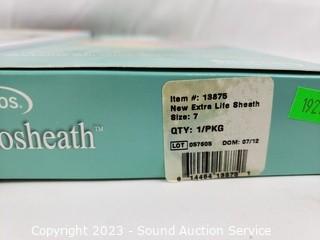 OS.
osheath™
Item #: 13575
New Extra Life Sheath
Size: 7
QTY: 1/PKG
LOT 057605 DOM: 07/12
192
Copyright 2023 - Sound Auction Service